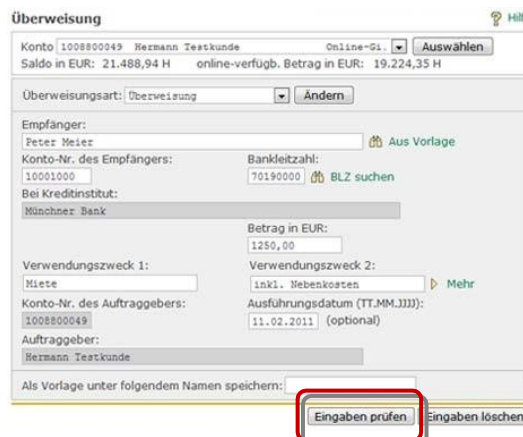 Überweisung Hilf
Konto 1008800049 Hermann Testkunde Online-Gi. Auswählen
Saldo in EUR: 21.488,94 H online-verfügb. Betrag in EUR: 19.224,35 H
Überweisungsart: Überweisung Ändern
Empfänger:
Peter Meier Aus Vorlage
Konto-Nr. des Empfängers: Bankleitzahl:
10001000 70190000 BLZ suchen
Bei Kreditinstitut:
Münchner Bank
Betrag in EUR:
1250,00
Verwendungszweck 1: Verwendungszweck 2:
Miete inkl. Nebenkosten Mehr
Konto-Nr. des Auftraggebers: Ausführungsdatum (TT.MM.JJJJ):
1008800049 11.02.2011 (optional)
Auftraggeber:
Hermann Testkunde
Als Vorlage unter folgendem Namen speichern:
Eingaben prüfen Eingaben löschen